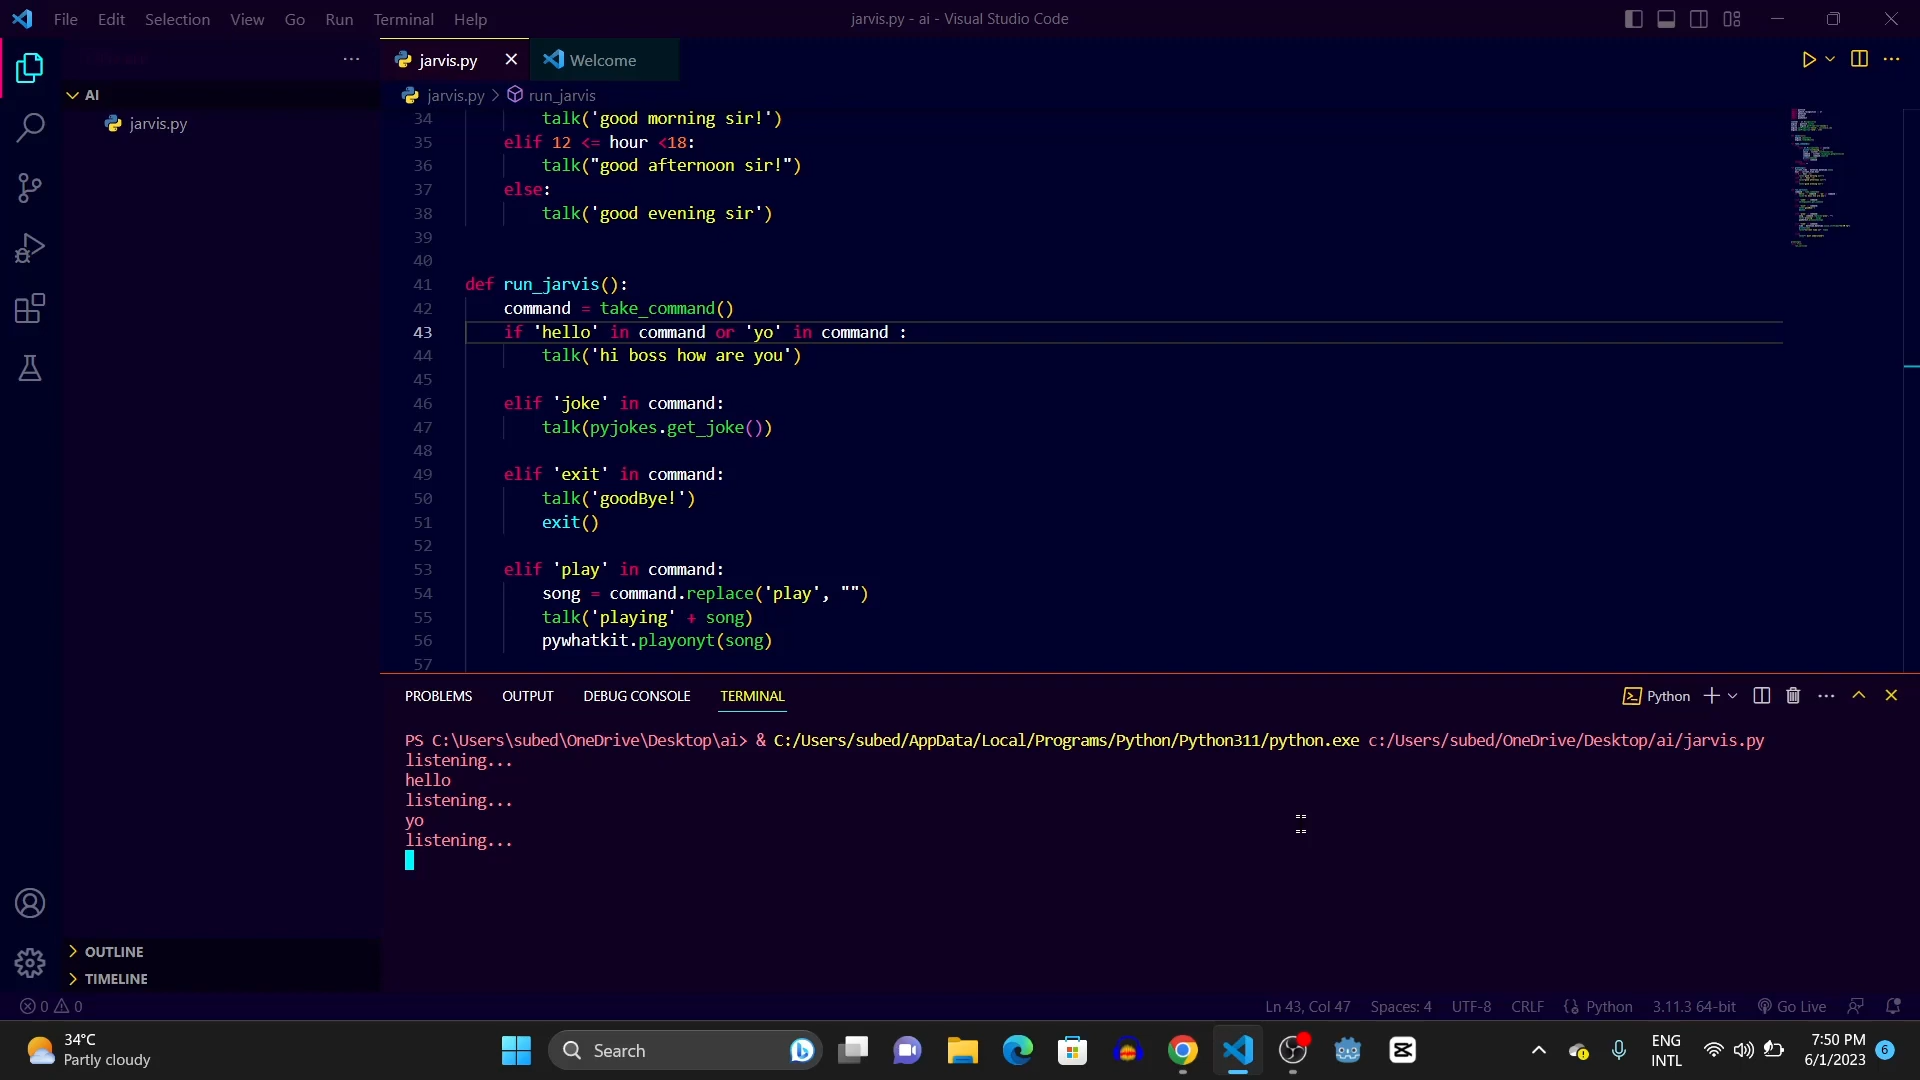 File Edit Selection View Go Run Terminal Help
jarvis.py - ai - Visual Studio Code
jarvis.py
Welcome
AI
jarvis.py
jarvis.py > run_jarvis
34 talk('good morning sir!')
35 elif 12 <= hour <18:
36 talk("good afternoon sir!")
37 else:
38 talk('good evening sir')
39
40
41 def run_jarvis():
42 command = take_command()
43 if 'hello' in command or 'yo' in command :
44 talk('hi boss how are you')
45
46 elif 'joke' in command:
47 talk(pyjokes.get_joke())
48
49 elif 'exit' in command:
50 talk('goodBye!')
51 exit()
52
53 elif 'play' in command:
54 song = command.replace('play', "")
55 talk('playing' + song)
56 pywhatkit.playonyt(song)
57
PROBLEMS OUTPUT DEBUG CONSOLE TERMINAL
Python
PS C:\Users\subed\OneDrive\Desktop\ai> & C:/Users/subed/AppData/Local/Programs/Python/Python311/python.exe c:/Users/subed/OneDrive/Desktop/ai/jarvis.py
listening...
hello
listening...
yo
listening...
OUTLINE
TIMELINE
0 0
Ln 43, Col 47 Spaces: 4 UTF-8 CRLF Python 3.11.3 64-bit Go Live
34°C
Partly cloudy
Search
ENG
INTL
7:50 PM
6/1/2023
6